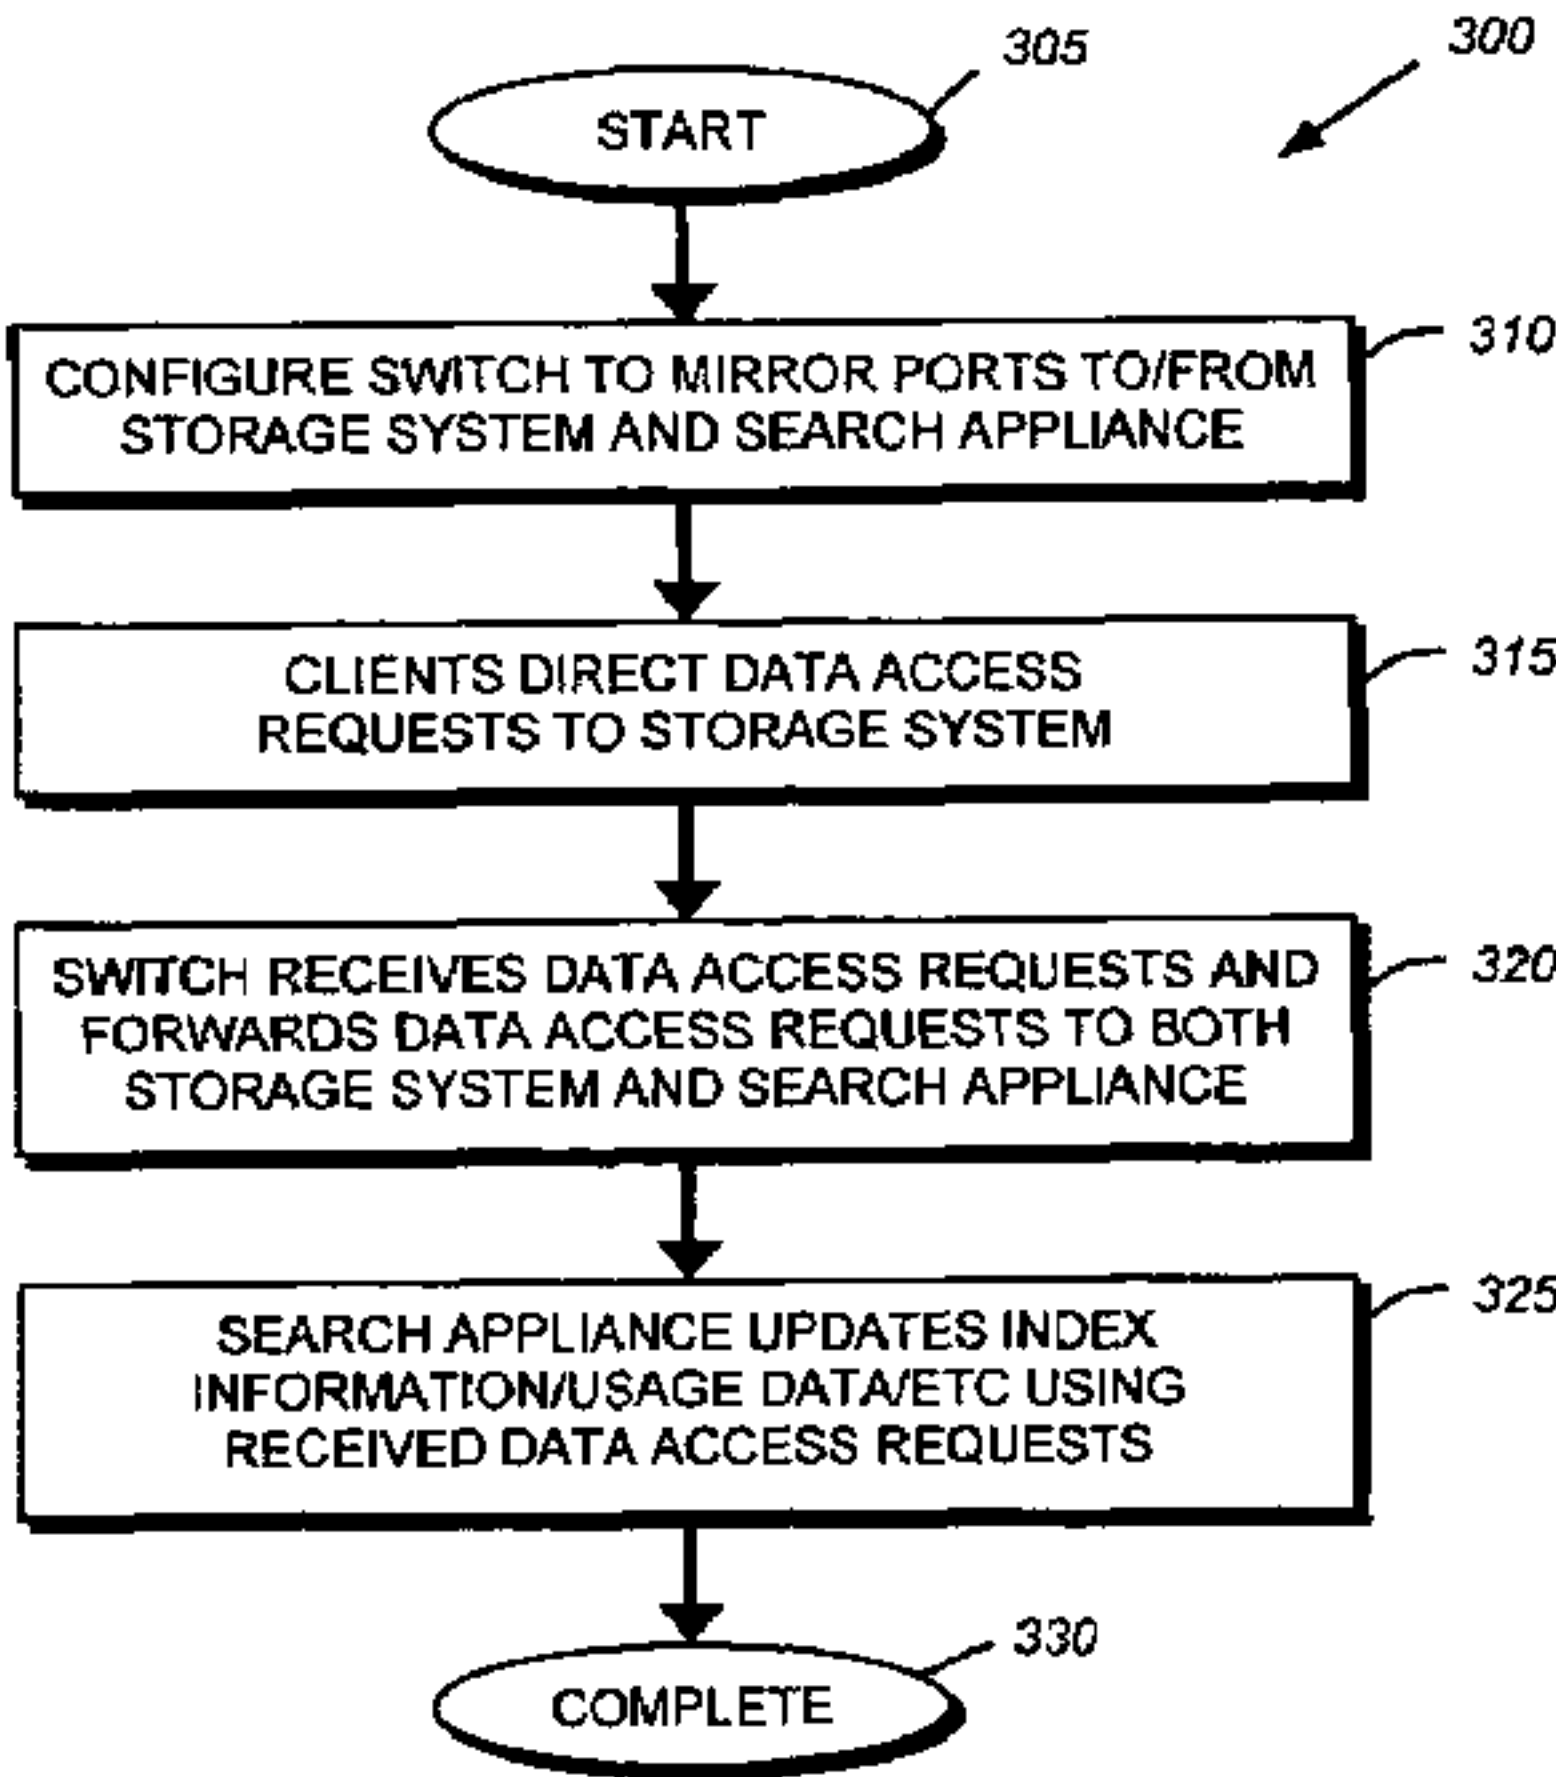 305
300
START
CONFIGURE SWITCH TO MIRROR PORTS TO/FROM
STORAGE SYSTEM AND SEARCH APPLIANCE
310
CLIENTS DIRECT DATA ACCESS
REQUESTS TO STORAGE SYSTEM
315
SWITCH RECEIVES DATA ACCESS REQUESTS AND
FORWARDS DATA ACCESS REQUESTS TO BOTH
STORAGE SYSTEM AND SEARCH APPLIANCE
320
SEARCH APPLIANCE UPDATES INDEX
INFORMATION/USAGE DATA/ETC USING
RECEIVED DATA ACCESS REQUESTS
325
330
COMPLETE